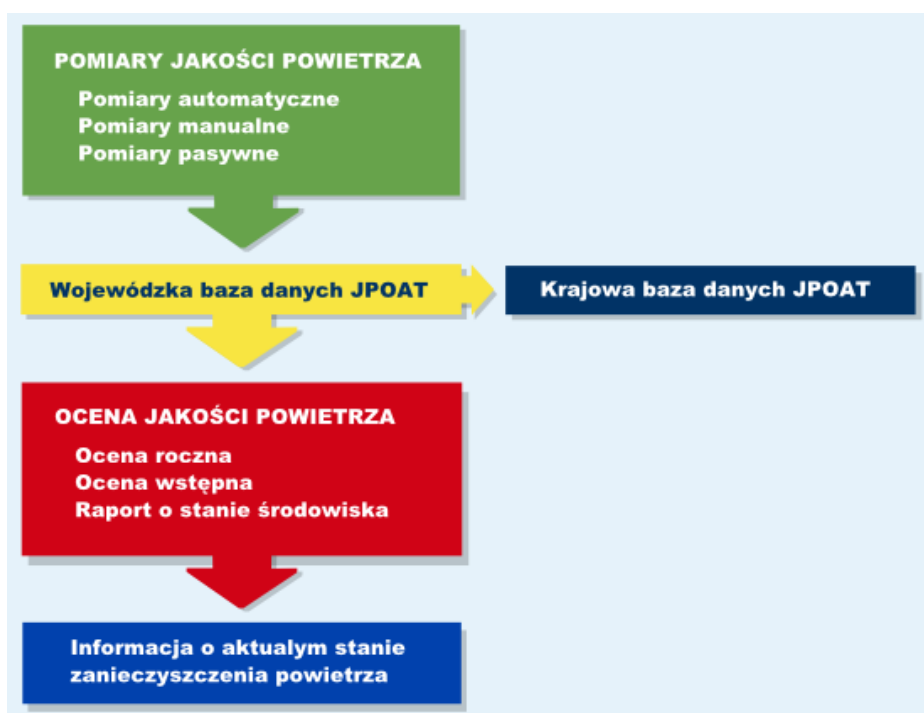 POMIARY JAKOŚCI POWIETRZA
Pomiary automatyczne
Pomiary manualne
Pomiary pasywne
Wojewódzka baza danych JPOAT
Krajowa baza danych JPOAT
OCENA JAKOŚCI POWIETRZA
Ocena roczna
Ocena wstępna
Raport o stanie środowiska
Informacja o aktualym stanie
zanieczyszczenia powietrza